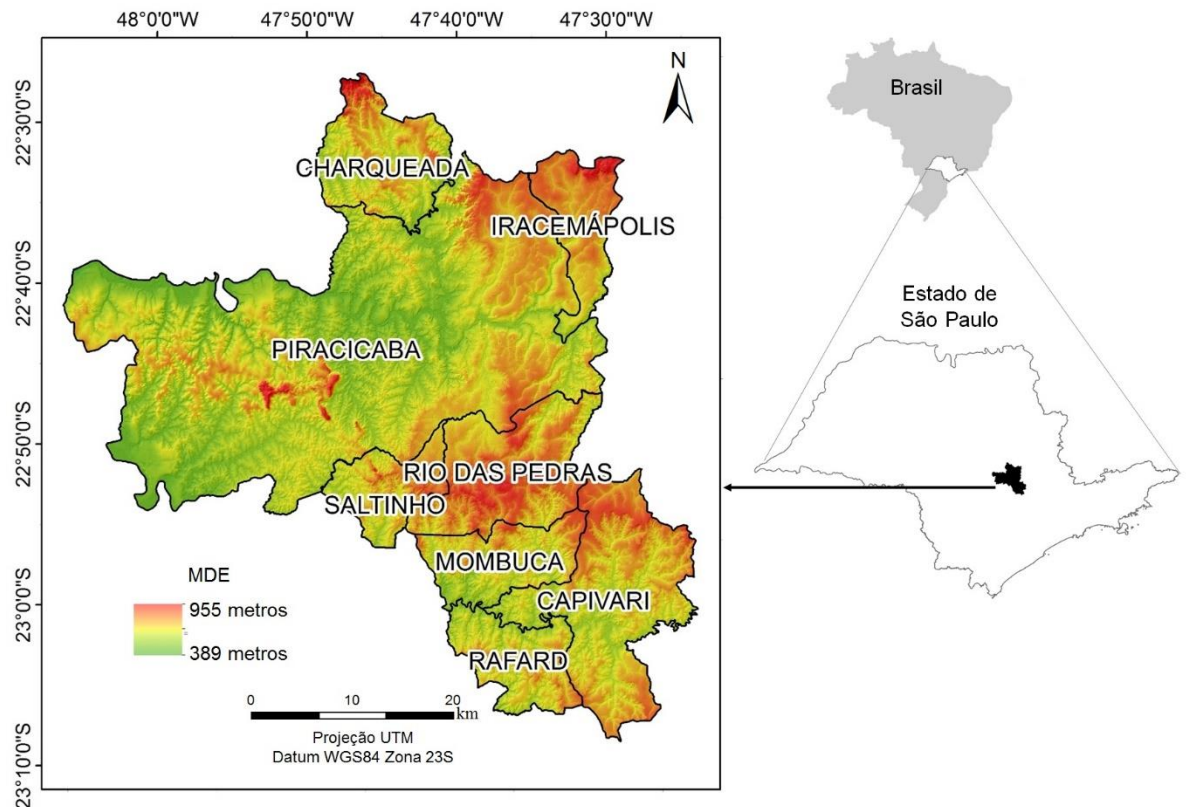 48°0'0"W 47°50'0"W 47°40'0"W 47°30'0"W
22°30'0"S
22°40'0"S
22°50'0"S
23°0'0"S
23°10'0"S
N
CHARQUEADA
IRACEMÁPOLIS
PIRACICABA
RIO DAS PEDRAS
SALTINHO
MOMBUCA
CAPIVARI
RAFARD
MDE
955 metros
389 metros
0 10 20
km
Projeção UTM
Datum WGS84 Zona 23S
Brasil
Estado de
São Paulo